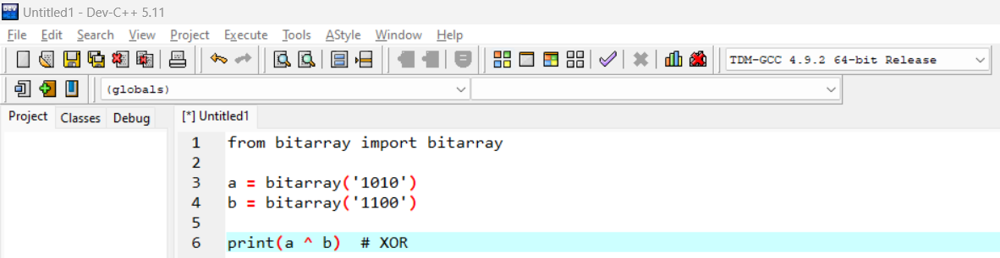 DEV
Untitled1 - Dev-C++ 5.11
File Edit Search View Project Execute Tools AStyle Window Help
TDM-GCC 4.9.2 64-bit Release
(globals)
Project Classes Debug [*] Untitled1
1 from bitarray import bitarray
2
3 a = bitarray('1010')
4 b = bitarray('1100')
5
6 print(a ^ b)  # XOR